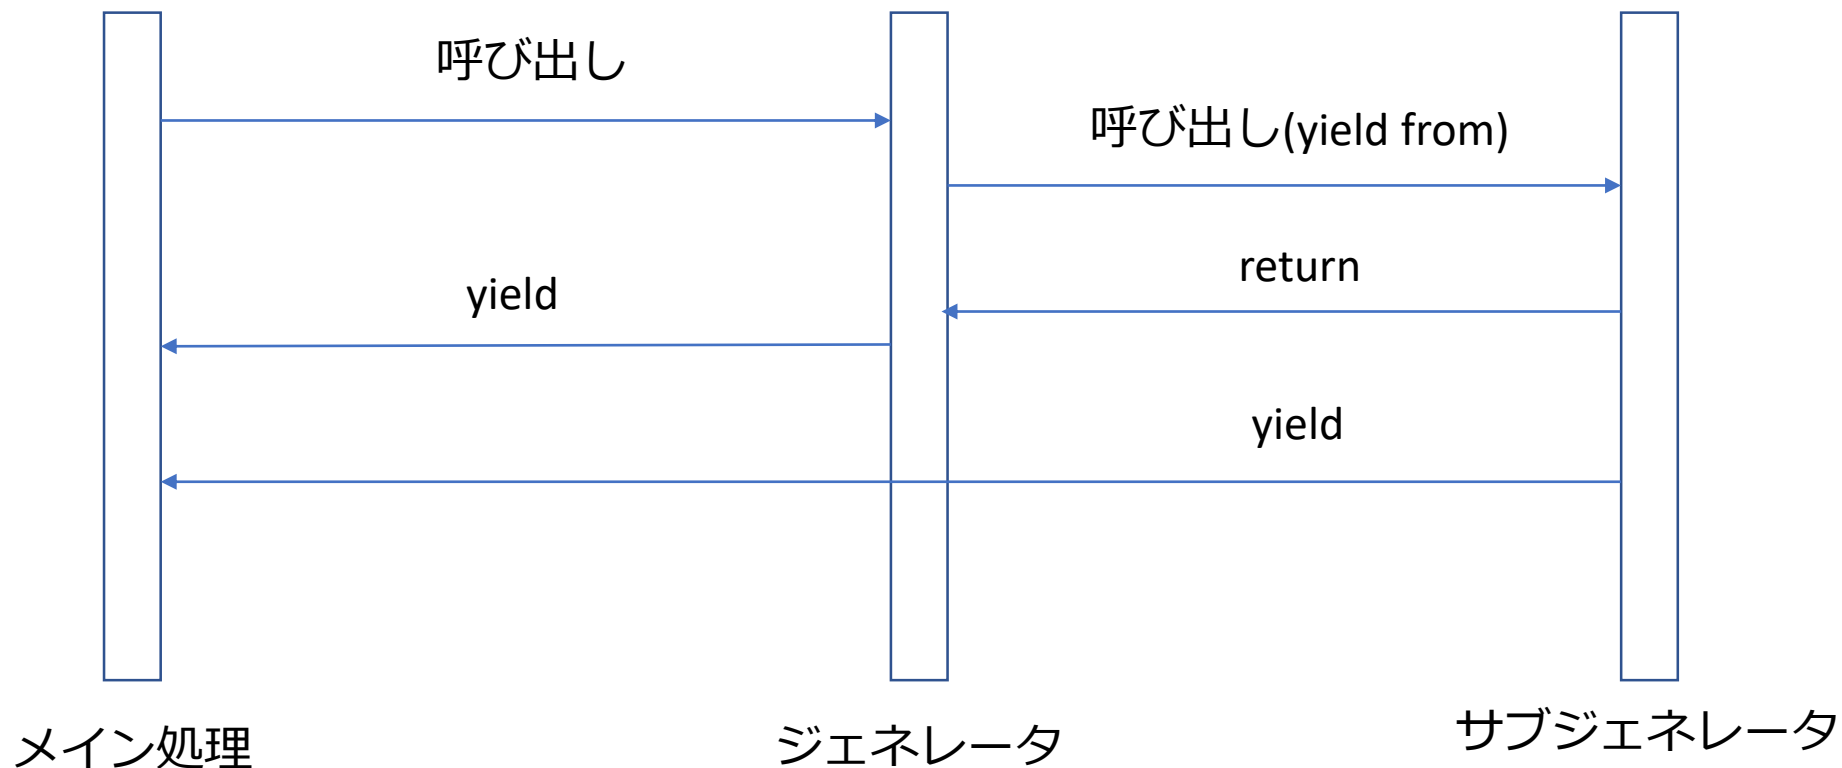 呼び出し
呼び出し(yield from)
return
yield
yield
メイン処理
ジェネレータ
サブジェネレータ